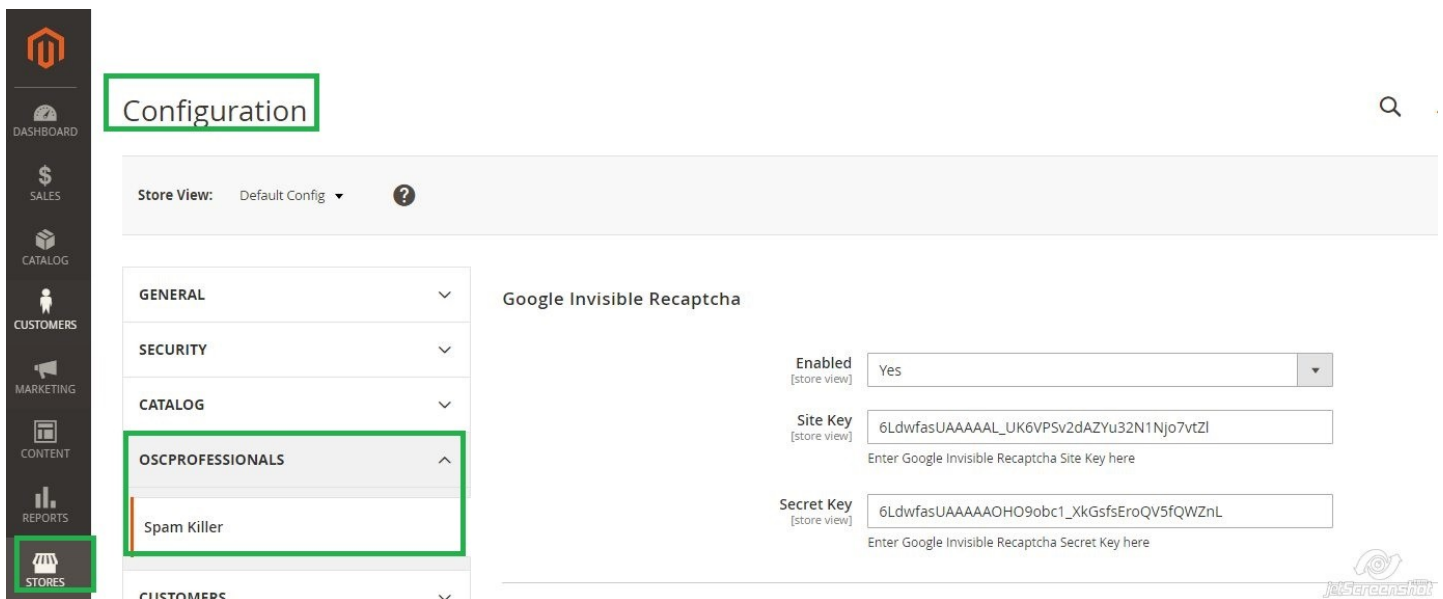 Configuration
DASHBOARD
SALES
CATALOG
CUSTOMERS
MARKETING
CONTENT
REPORTS
STORES
Store View: Default Config
?
GENERAL
SECURITY
CATALOG
OSCPROFESSIONALS
Spam Killer
CUSTOMERS
Google Invisible Recaptcha
Enabled Yes
[store view]
Site Key 6LdwfasUAAAAAL_UK6VPSv2dAZYu32N1Njo7vtZl
[store view]
Enter Google Invisible Recaptcha Site Key here
Secret Key 6LdwfasUAAAAAOHO9obc1_XkGsfsEroQV5fQWZnL
[store view]
Enter Google Invisible Recaptcha Secret Key here
jetScreenshot